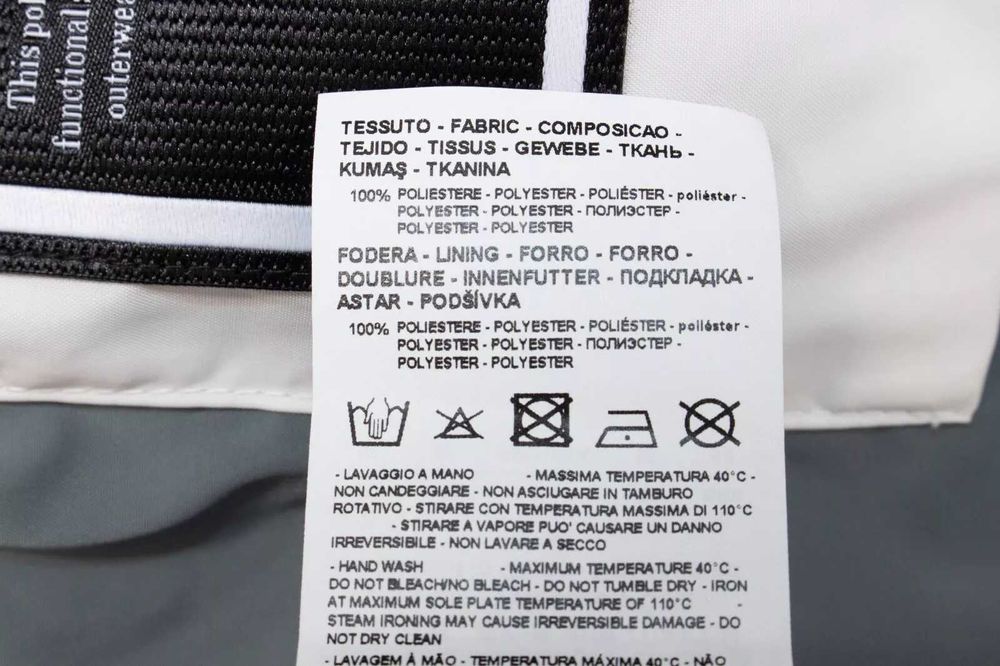 This pol
functional
outerwea
TESSUTO - FABRIC - COMPOSICAO -
TEJIDO - TISSUS - GEWEBE - ТКАНЬ -
KUMAŞ - TKANINA
100% POLIESTERE - POLYESTER - POLIÉSTER - poliéster -
POLYESTER - POLYESTER - ПОЛИЭСТЕР -
POLYESTER - POLYESTER
FODERA - LINING - FORRO - FORRO -
DOUBLURE - INNENFUTTER - ПОДКЛАДКА -
ASTAR - PODŠÍVKA
100% POLIESTERE - POLYESTER - POLIÉSTER - poliéster -
POLYESTER - POLYESTER - ПОЛИЭСТЕР -
POLYESTER - POLYESTER
- LAVAGGIO A MANO - MASSIMA TEMPERATURA 40°C -
NON CANDEGGIARE - NON ASCIUGARE IN TAMBURO
ROTATIVO - STIRARE CON TEMPERATURA MASSIMA DI 110°C
- STIRARE A VAPORE PUO' CAUSARE UN DANNO
IRREVERSIBILE - NON LAVARE A SECCO
- HAND WASH - MAXIMUM TEMPERATURE 40°C -
DO NOT BLEACH/NO BLEACH - DO NOT TUMBLE DRY - IRON
AT MAXIMUM SOLE PLATE TEMPERATURE OF 110°C -
STEAM IRONING MAY CAUSE IRREVERSIBLE DAMAGE - DO
NOT DRY CLEAN
- LAVAGEM À MÃO - TEMPERATURA MÁXIMA 40°C - NÃO